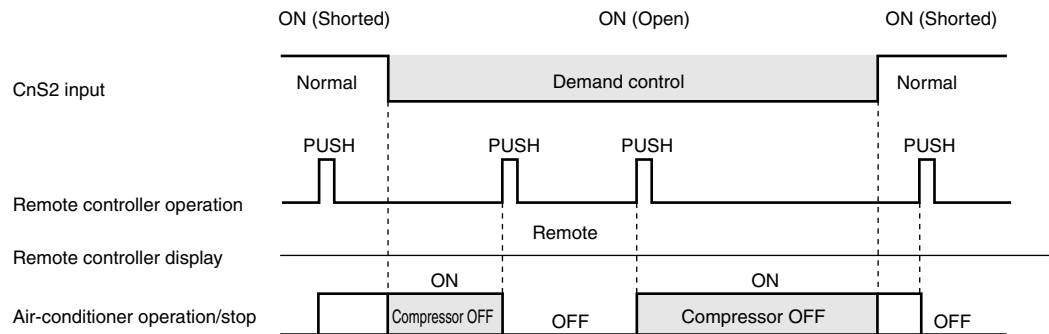 ON (Shorted) ON (Open) ON (Shorted)
CnS2 input Normal Demand control Normal
PUSH PUSH PUSH PUSH
Remote controller operation
Remote
Remote controller display
ON ON
Air-conditioner operation/stop Compressor OFF OFF Compressor OFF OFF